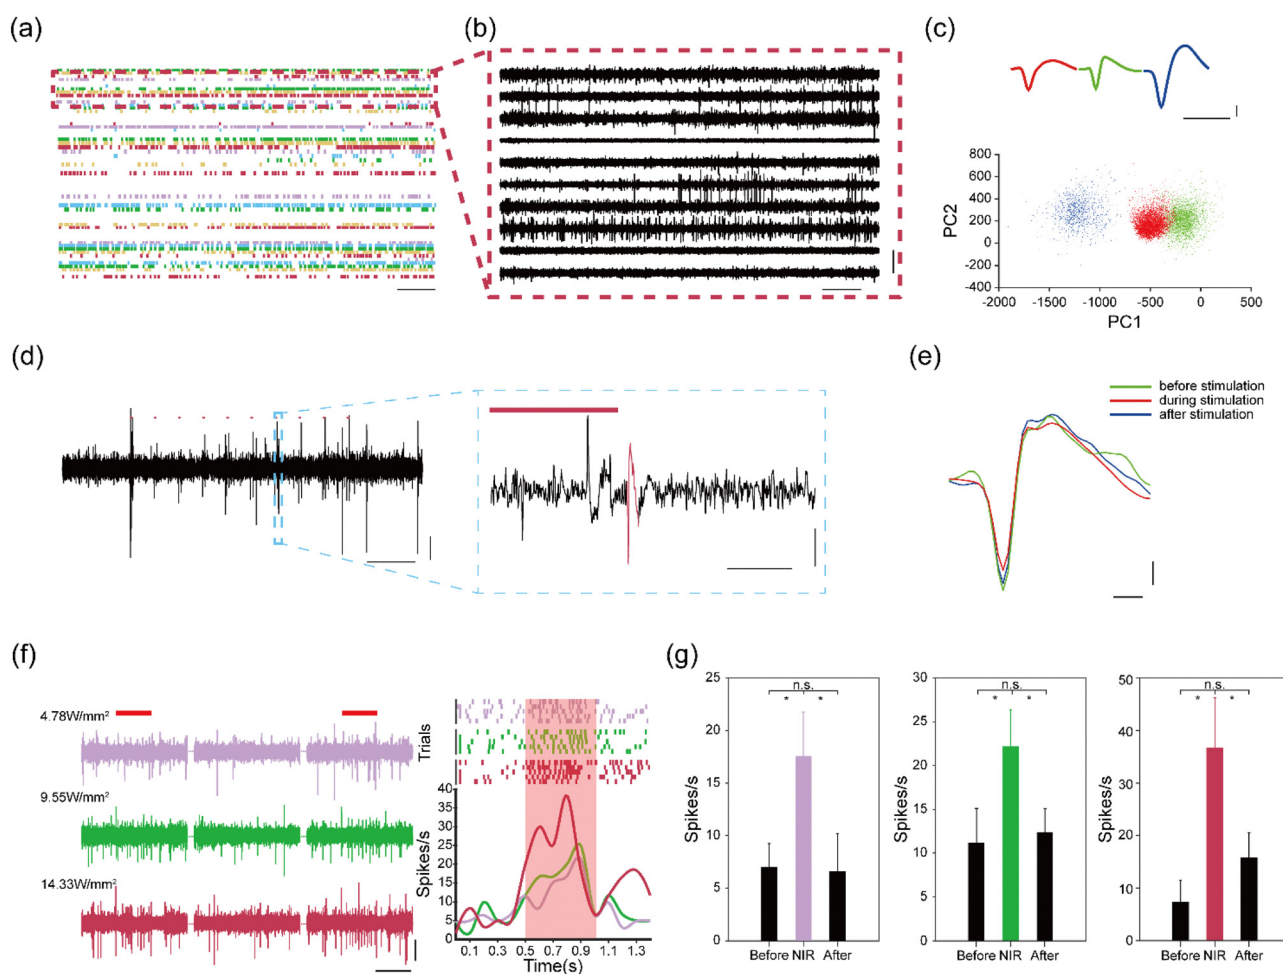 (a)
(b)
(c)
800
600
400
200
0
-200
-400
PC2
-2000 -1500 -1000 -500 0 500
PC1
(d)
(e)
before stimulation
during stimulation
after stimulation
(f)
4.78W/mm²
9.55W/mm²
14.33W/mm²
Trials
40
35
30
25
20
15
10
5
0
Spikes/s
0.1 0.3 0.5 0.7 0.9 1.1 1.3
Time(s)
(g)
25
20
15
10
5
0
Spikes/s
n.s.
* *
Before NIR After
30
25
20
15
10
5
0
Spikes/s
n.s.
* *
Before NIR After
50
40
30
20
10
0
Spikes/s
n.s.
* *
Before NIR After